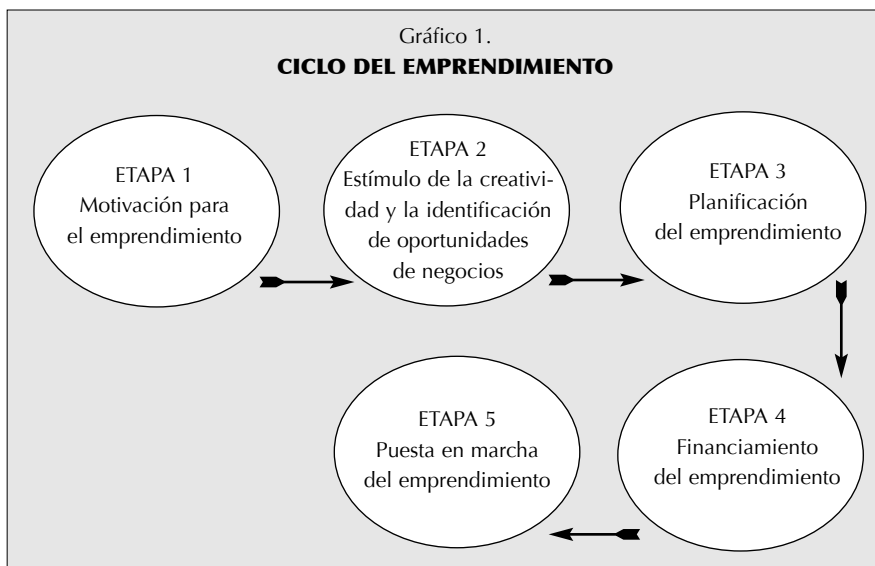 Gráfico 1.
CICLO DEL EMPRENDIMIENTO
ETAPA 1
Motivación para
el emprendimiento
ETAPA 2
Estímulo de la creativi-
dad y la identificación
de oportunidades
de negocios
ETAPA 3
Planificación
del emprendimiento
ETAPA 4
Financiamiento
del emprendimiento
ETAPA 5
Puesta en marcha
del emprendimiento